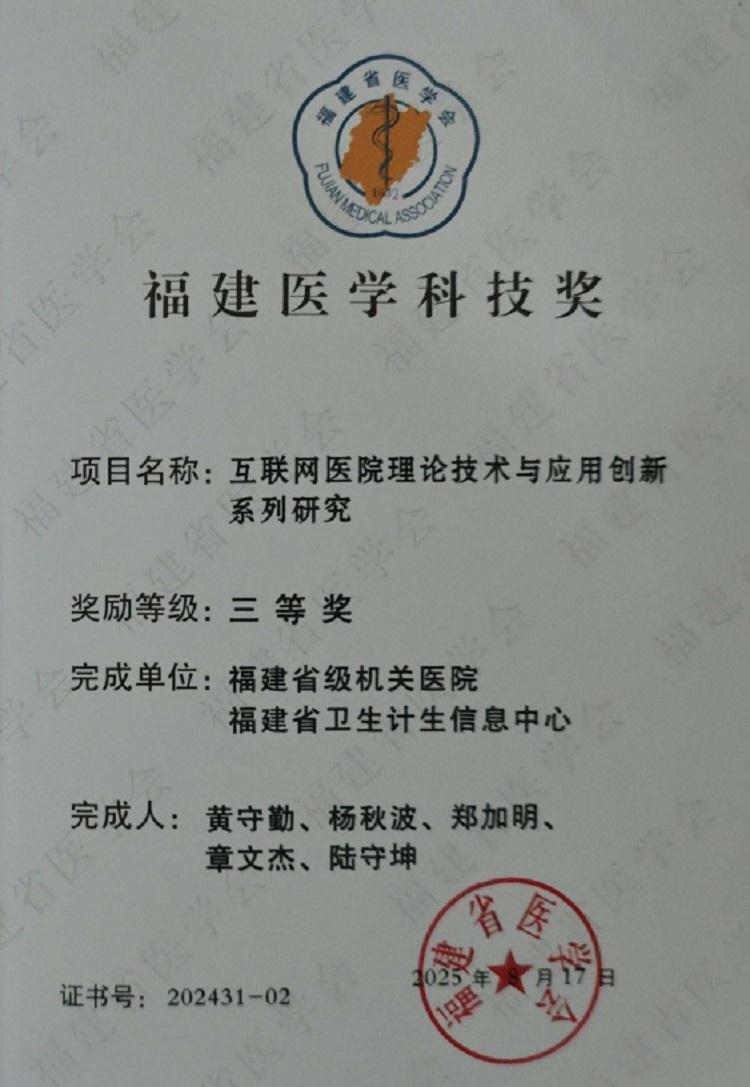 福建省医学会
FUJIAN MEDICAL ASSOCIATION
1932
福建医学科技奖
项目名称：互联网医院理论技术与应用创新
系列研究
奖励等级：三等奖
完成单位：福建省级机关医院
福建省卫生计生信息中心
完成人：黄守勤、杨秋波、郑加明、
章文杰、陆守坤
福建省医学会
2025年8月17日
证书号：202431-02